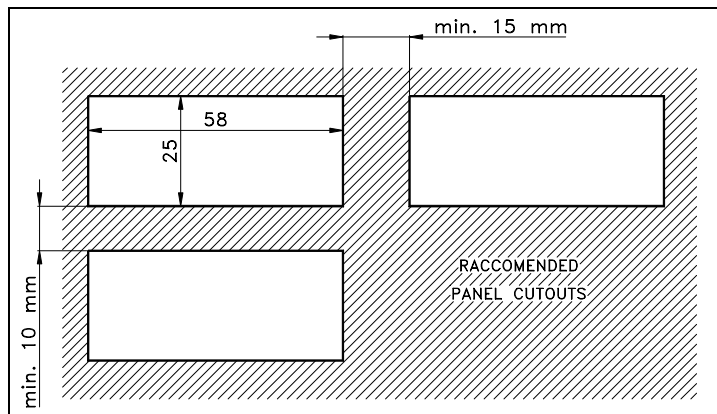 min. 15 mm
58
25
RACCOMENDED
PANEL CUTOUTS
min. 10 mm